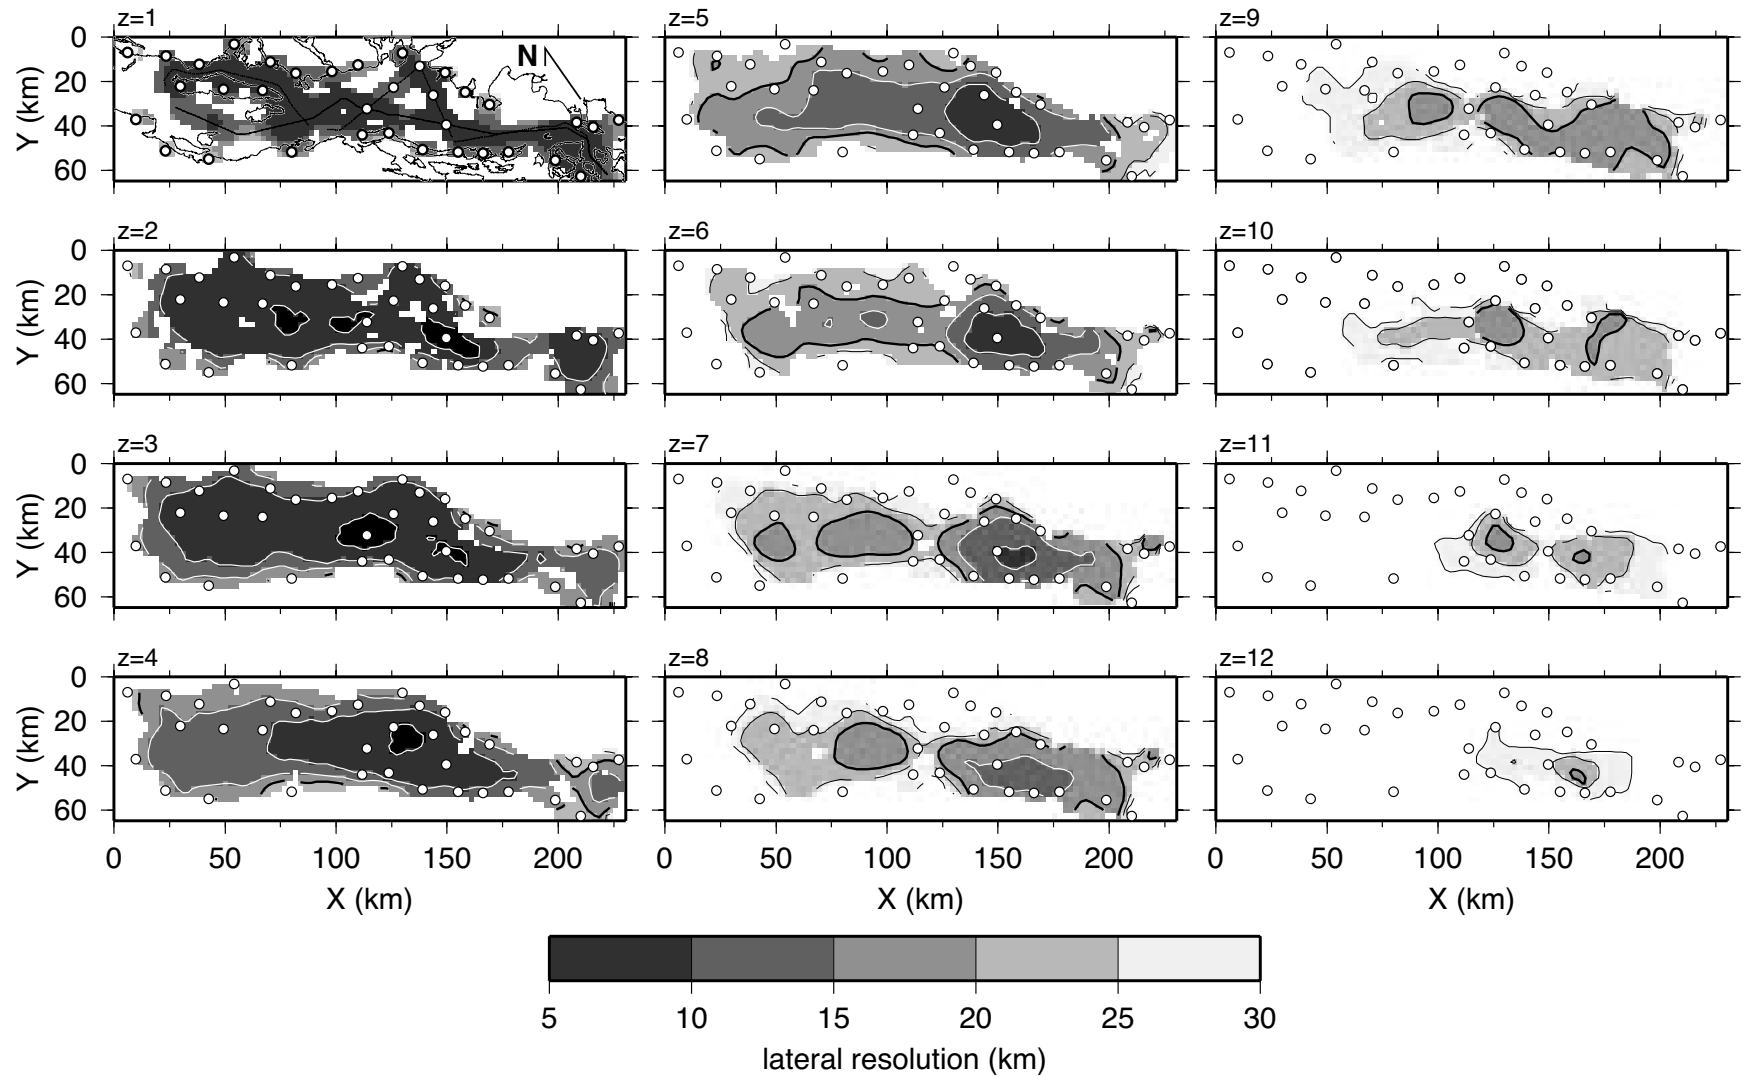 z=1 z=5 z=9
N
0
20
40
60
Y (km)
z=2 z=6 z=10
0
20
40
60
Y (km)
z=3 z=7 z=11
0
20
40
60
Y (km)
z=4 z=8 z=12
0
20
40
60
Y (km)
0 50 100 150 200 0 50 100 150 200 0 50 100 150 200
X (km) X (km) X (km)
5 10 15 20 25 30
lateral resolution (km)